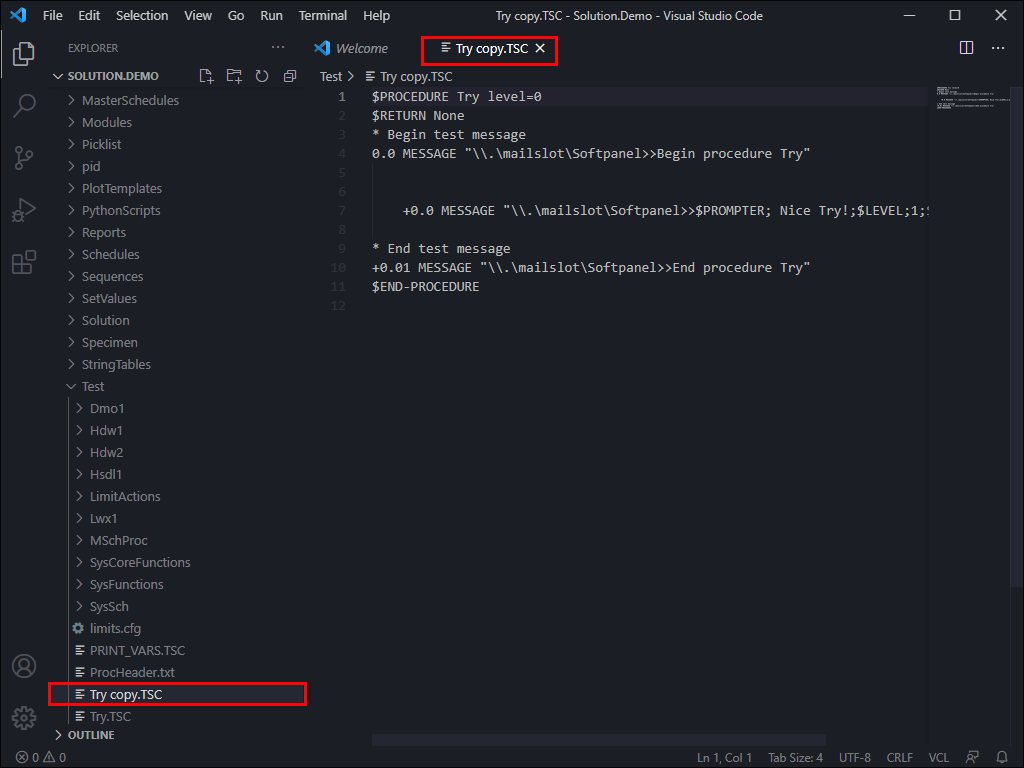 File Edit Selection View Go Run Terminal Help Try copy.TSC - Solution.Demo - Visual Studio Code
EXPLORER
SOLUTION.DEMO
MasterSchedules
Modules
Picklist
pid
PlotTemplates
PythonScripts
Reports
Schedules
Sequences
SetValues
Solution
Specimen
StringTables
Test
Dmo1
Hdw1
Hdw2
Hsdl1
LimitActions
Lwx1
MSchProc
SysCoreFunctions
SysFunctions
SysSch
limits.cfg
PRINT_VARS.TSC
ProcHeader.txt
Try copy.TSC
Try.TSC
OUTLINE
Welcome Try copy.TSC
Test > Try copy.TSC
1 $PROCEDURE Try level=0
2 $RETURN None
3 * Begin test message
4 0.0 MESSAGE "\\.\mailslot\Softpanel>>Begin procedure Try"
5
6
7 +0.0 MESSAGE "\\.\mailslot\Softpanel>>$PROMPTER; Nice Try!;$LEVEL;1;
8
9 * End test message
10 +0.01 MESSAGE "\\.\mailslot\Softpanel>>End procedure Try"
11 $END-PROCEDURE
12
0 0 Ln 1, Col 1 Tab Size: 4 UTF-8 CRLF VCL